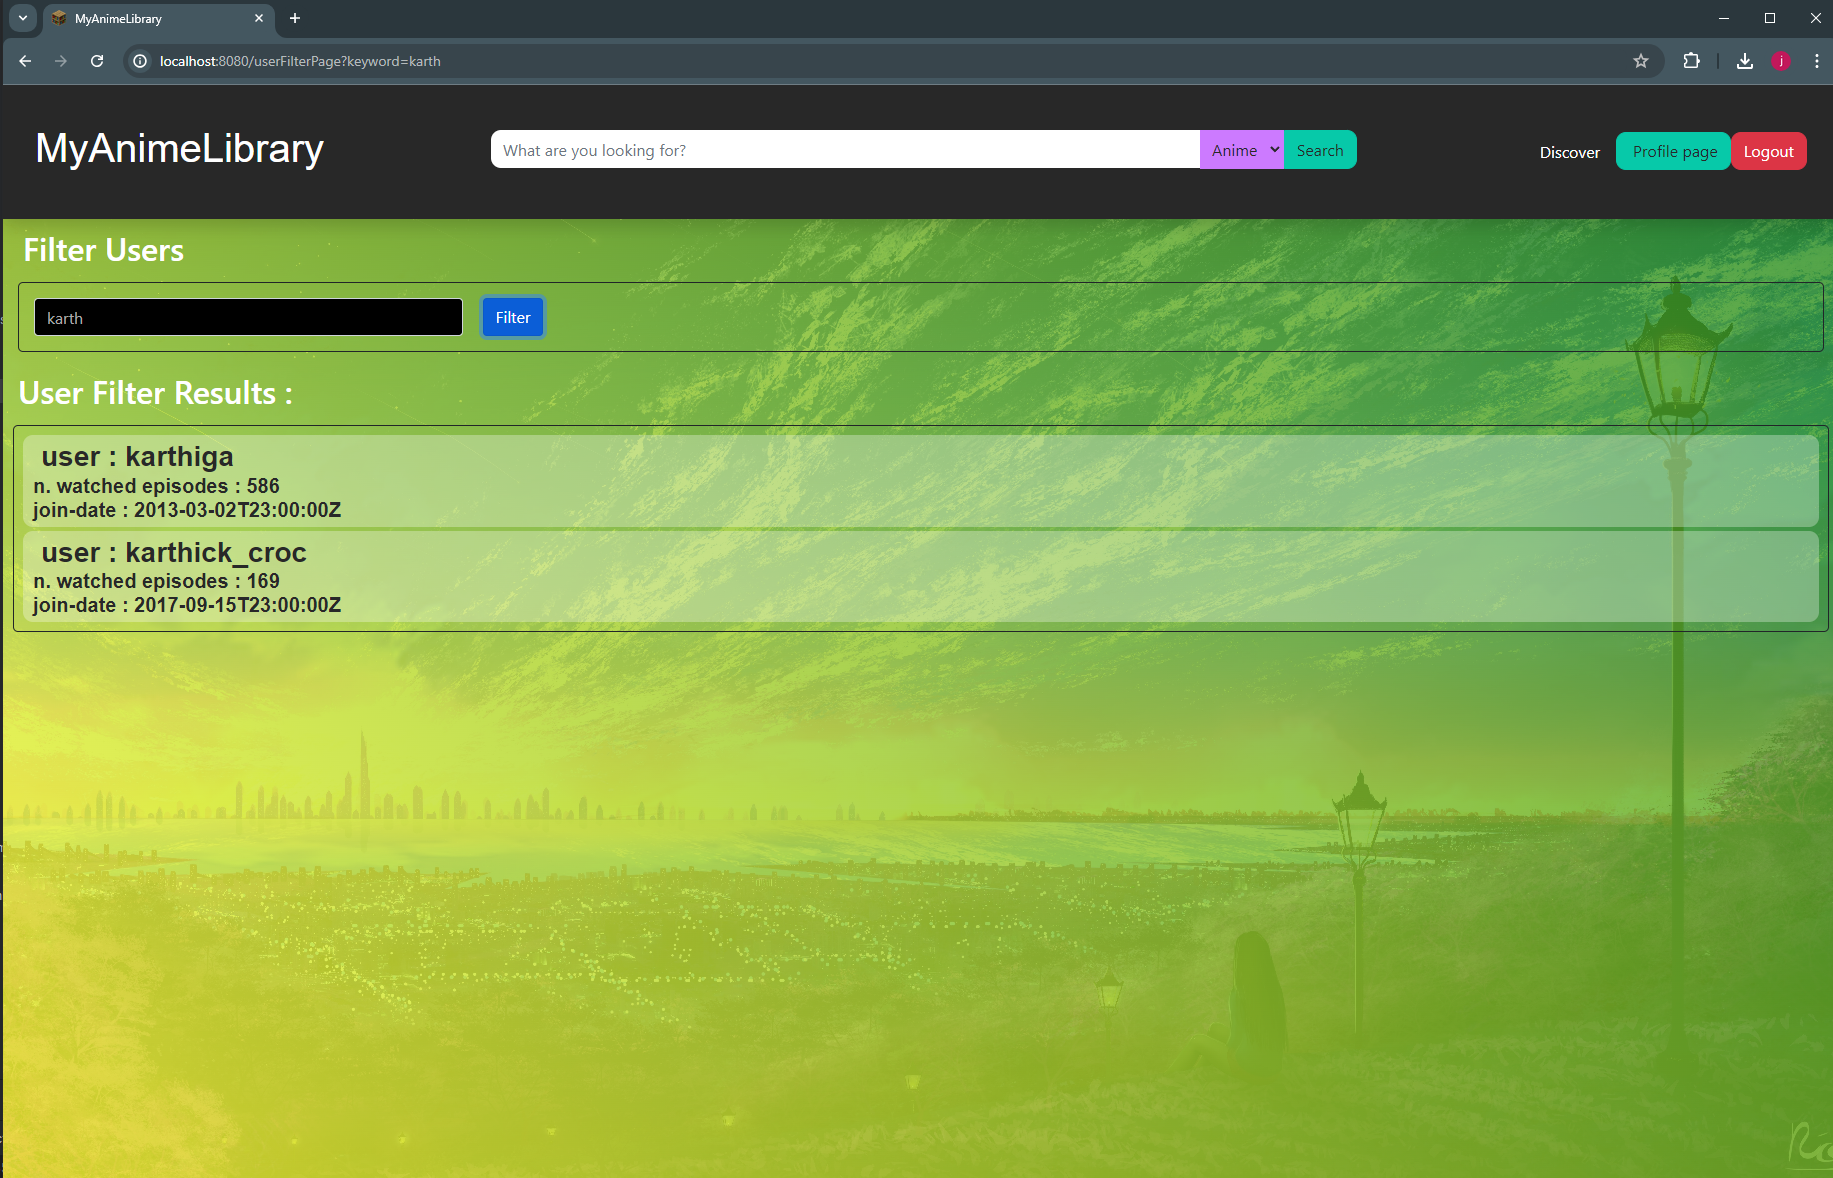 MyAnimeLibrary
localhost:8080/userFilterPage?keyword=karth
j
MyAnimeLibrary
What are you looking for?
Anime
Search
Discover
Profile page
Logout
Filter Users
karth
Filter
User Filter Results :
user : karthiga
n. watched episodes : 586
join-date : 2013-03-02T23:00:00Z
user : karthick_croc
n. watched episodes : 169
join-date : 2017-09-15T23:00:00Z